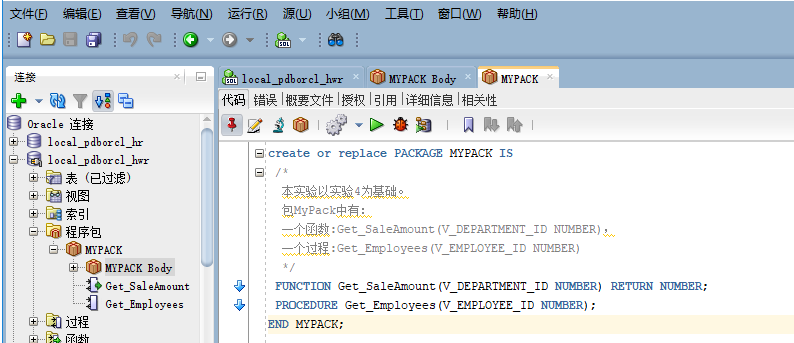 文件(F) 编辑(E) 查看(V) 导航(N) 运行(R) 源(U) 小组(M) 工具(T) 窗口(W) 帮助(H)
SQL
连接
local_pdborcl_hwr MYPACK Body MYPACK
代码 错误 概要文件 授权 引用 详细信息 相关性
Oracle 连接
local_pdborcl_hr
local_pdborcl_hwr
表 (已过滤)
视图
索引
程序包
MYPACK
MYPACK Body
Get_SaleAmount
Get_Employees
过程
函数
create or replace PACKAGE MYPACK IS
/*
本实验以实验4为基础。
包MyPack中有:
一个函数:Get_SaleAmount(V_DEPARTMENT_ID NUMBER),
一个过程:Get_Employees(V_EMPLOYEE_ID NUMBER)
*/
FUNCTION Get_SaleAmount(V_DEPARTMENT_ID NUMBER) RETURN NUMBER;
PROCEDURE Get_Employees(V_EMPLOYEE_ID NUMBER);
END MYPACK;